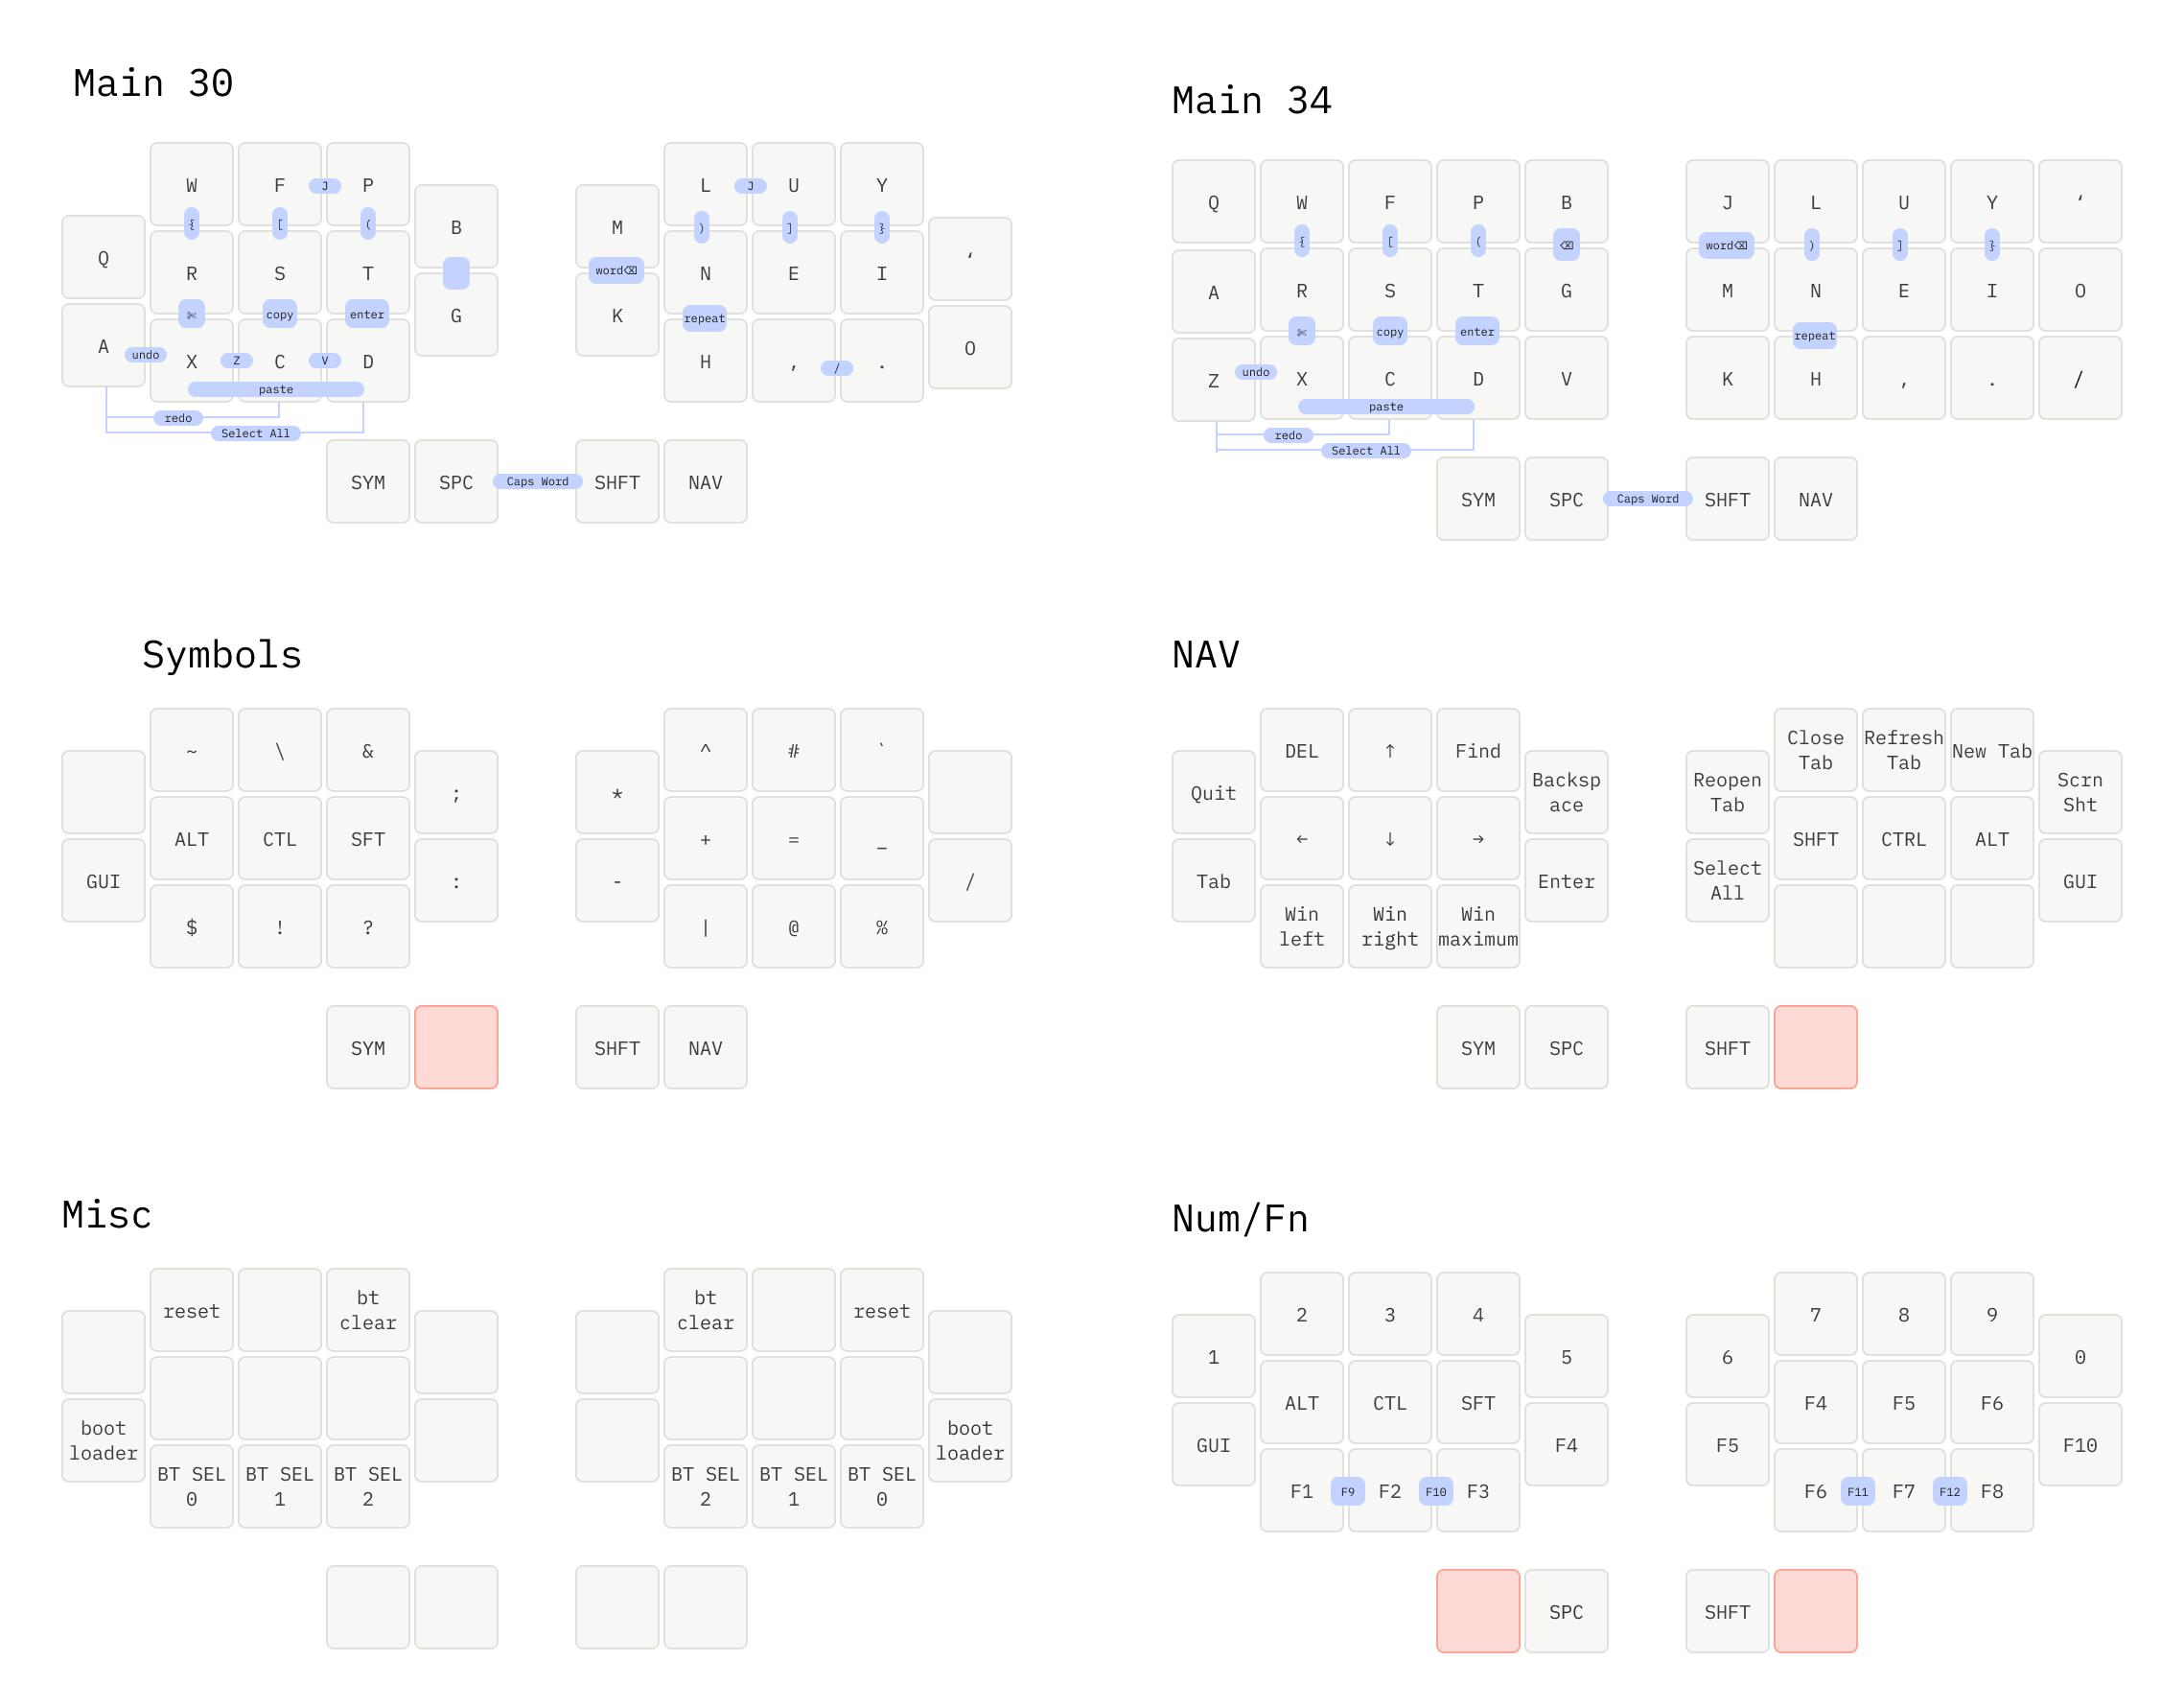 Main 30
Main 34
W F J P
L J U Y
{ [ (
) ] }
Q B M ‘
R S T
N E I
word⌫
✂ copy enter
repeat
A G K O
undo X Z C V D
H , / .
paste
redo
Select All
SYM SPC Caps Word SHFT NAV
Q W F P B J L U Y ‘
{ [ ( ⌫ word⌫ ) ] }
A R S T G M N E I O
✂ copy enter repeat
Z undo X C D V K H , . /
paste
redo
Select All
SYM SPC Caps Word SHFT NAV
Symbols
~ \ & ^ # `
; *
ALT CTL SFT + = _
GUI : - /
$ ! ? | @ %
SYM SHFT NAV
NAV
DEL ↑ Find Close Tab Refresh Tab New Tab
Quit Backsp ace Reopen Tab Scrn Sht
← ↓ → SHFT CTRL ALT
Tab Enter Select All GUI
Win left Win right Win maximum
SYM SPC SHFT
Misc
reset bt clear bt clear reset
boot loader boot loader
BT SEL 0 BT SEL 1 BT SEL 2 BT SEL 2 BT SEL 1 BT SEL 0
Num/Fn
2 3 4 7 8 9
1 5 6 0
ALT CTL SFT F4 F5 F6
GUI F4 F5 F10
F1 F9 F2 F10 F3 F6 F11 F7 F12 F8
SPC SHFT